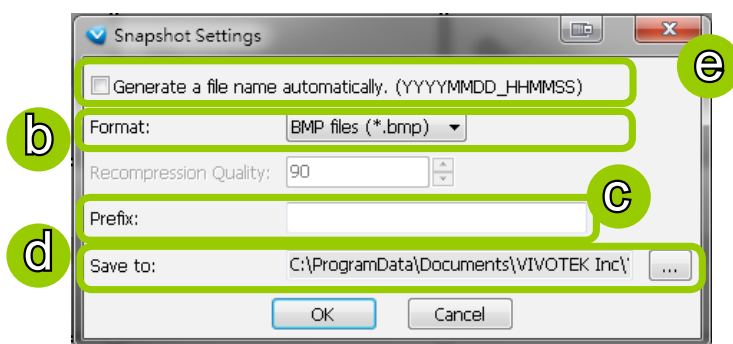 Snapshot Settings
e
Generate a file name automatically. (YYYYMMDD_HHMMSS)
b
Format: BMP files (*.bmp)
Recompression Quality: 90
c
Prefix:
d
Save to: C:\ProgramData\Documents\VIVOTEK Inc\ ...
OK Cancel